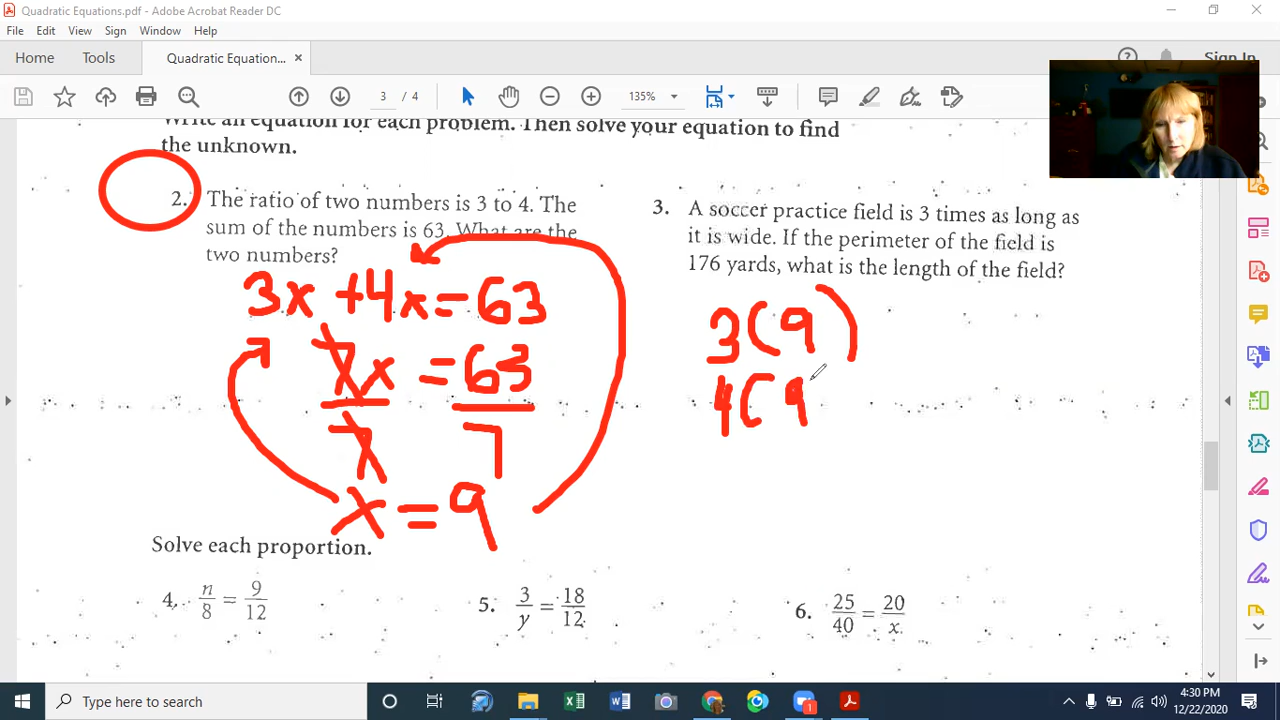 Quadratic Equations.pdf - Adobe Acrobat Reader DC
File Edit View Sign Window Help
Home Tools Quadratic Equation... × Sign In
3 / 4 135%
Write an equation for each problem. Then solve your equation to find
the unknown.
2. The ratio of two numbers is 3 to 4. The
sum of the numbers is 63. What are the
two numbers?
3x + 4x = 63
7x = 63
7 7
x = 9
3. A soccer practice field is 3 times as long as
it is wide. If the perimeter of the field is
176 yards, what is the length of the field?
3(9)
4(9
Solve each proportion.
4. n/8 = 9/12
5. 3/y = 18/12
6. 25/40 = 20/x
Type here to search
4:30 PM
12/22/2020